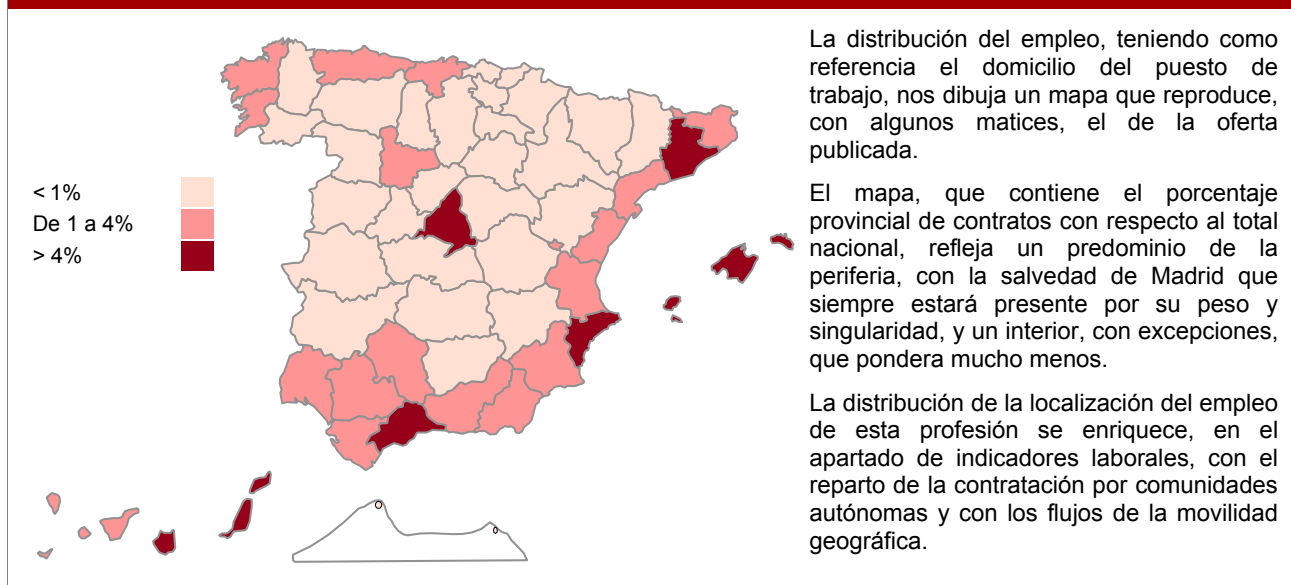 < 1%
De 1 a 4%
> 4%
La distribución del empleo, teniendo como
referencia el domicilio del puesto de
trabajo, nos dibuja un mapa que reproduce,
con algunos matices, el de la oferta
publicada.
El mapa, que contiene el porcentaje
provincial de contratos con respecto al total
nacional, refleja un predominio de la
periferia, con la salvedad de Madrid que
siempre estará presente por su peso y
singularidad, y un interior, con excepciones,
que pondera mucho menos.
La distribución de la localización del empleo
de esta profesión se enriquece, en el
apartado de indicadores laborales, con el
reparto de la contratación por comunidades
autónomas y con los flujos de la movilidad
geográfica.